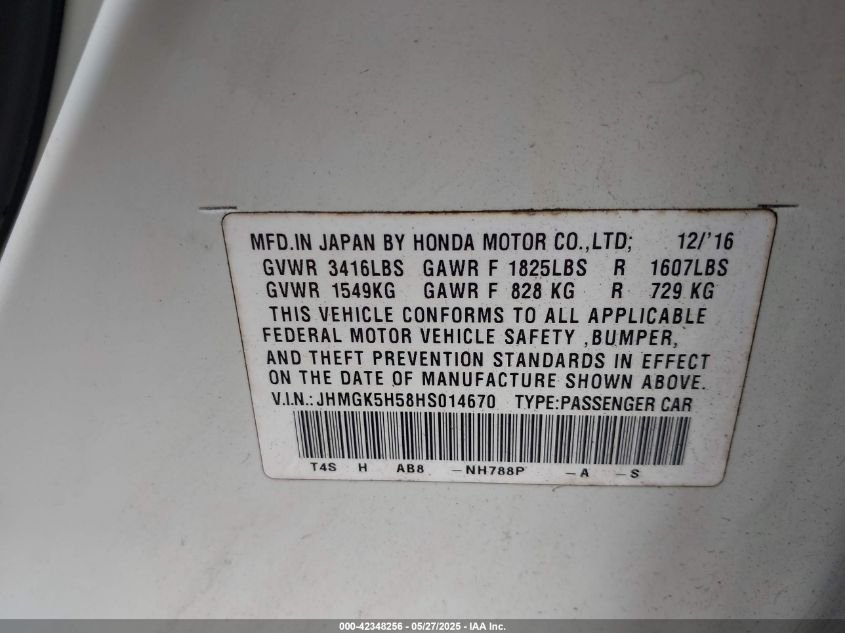 MFD.IN JAPAN BY HONDA MOTOR CO.,LTD; 12/'16
GVWR 3416LBS GAWR F 1825LBS R 1607LBS
GVWR 1549KG GAWR F 828 KG R 729 KG
THIS VEHICLE CONFORMS TO ALL APPLICABLE
FEDERAL MOTOR VEHICLE SAFETY ,BUMPER,
AND THEFT PREVENTION STANDARDS IN EFFECT
ON THE DATE OF MANUFACTURE SHOWN ABOVE.
V.I.N.:JHMGK5H58HS014670 TYPE:PASSENGER CAR
T4S H AB8 -NH788P -A -S
000-42348256 - 05/27/2025 - IAA Inc.